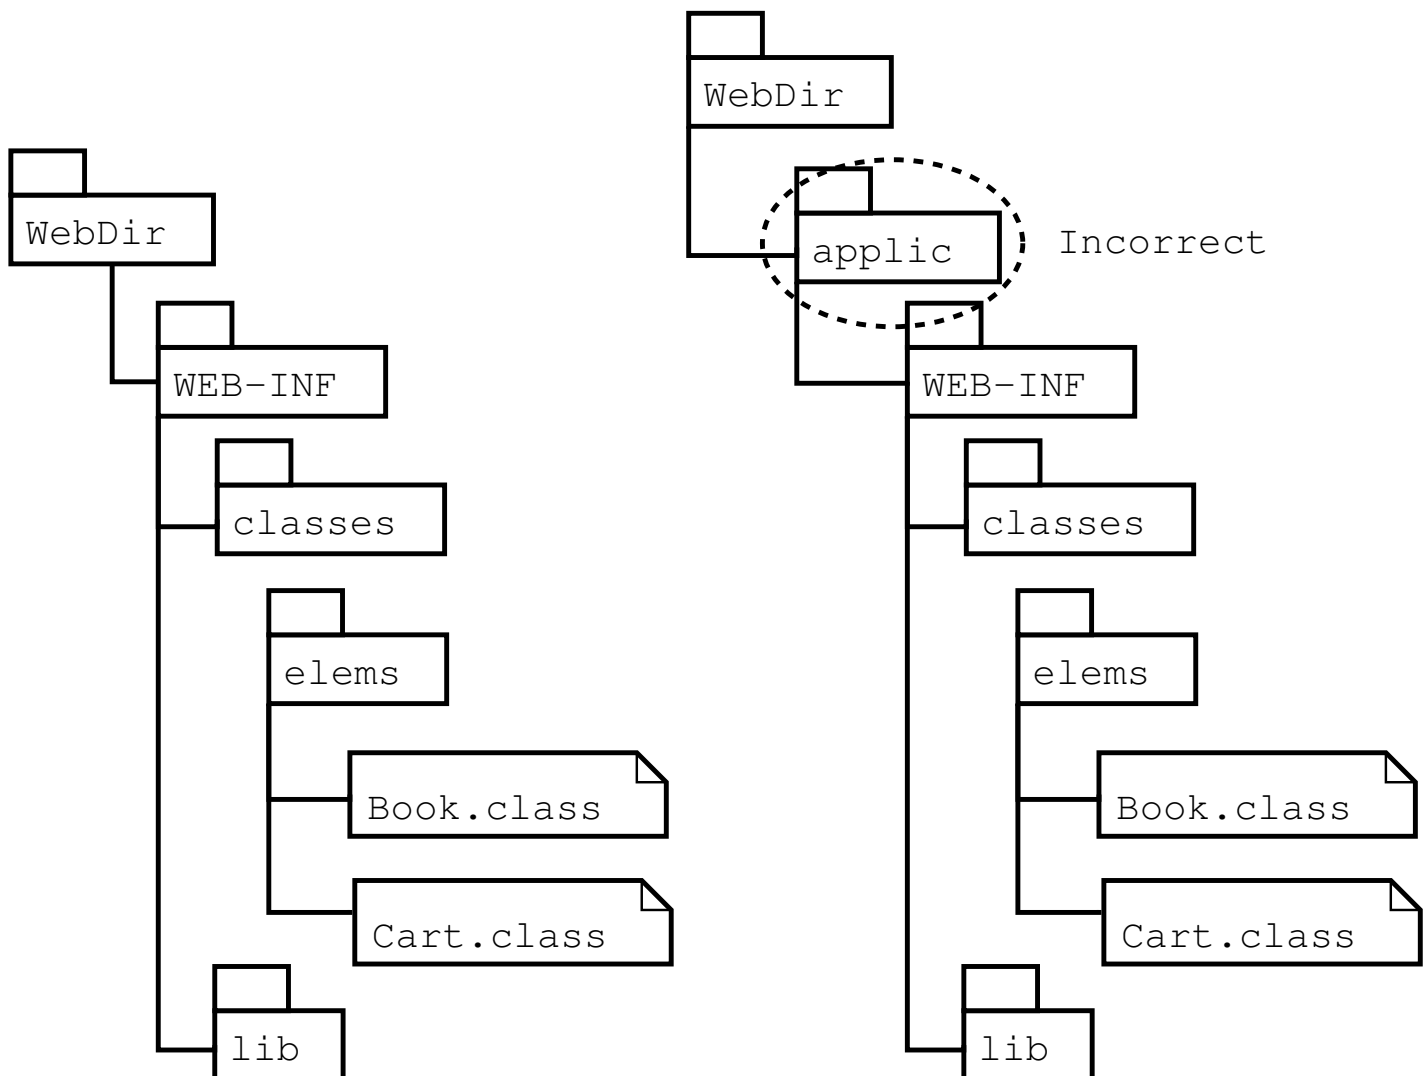 WebDir
WEB-INF
classes
elems
Book.class
Cart.class
lib
WebDir
applic
Incorrect
WEB-INF
classes
elems
Book.class
Cart.class
lib